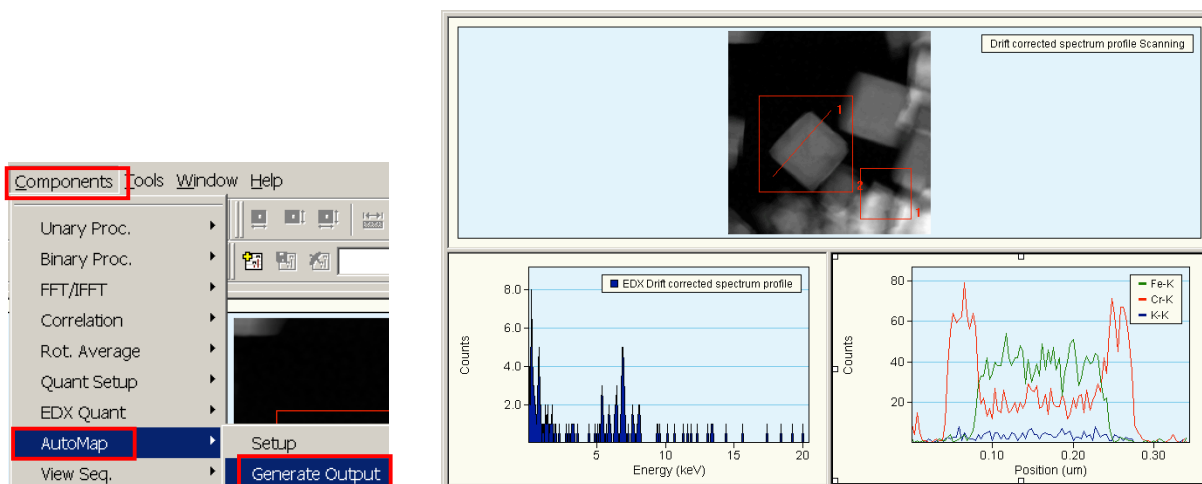 Components Tools Window Help
Unary Proc.
Binary Proc.
FFT/IFFT
Correlation
Rot. Average
Quant Setup
EDX Quant
AutoMap
View Seq.
Setup
Generate Output
Drift corrected spectrum profile Scanning
1
2
1
EDX Drift corrected spectrum profile
Counts
8.0
6.0
4.0
2.0
5 10 15 20
Energy (keV)
Fe-K
Cr-K
K-K
Counts
80
60
40
20
0.10 0.20 0.30
Position (um)